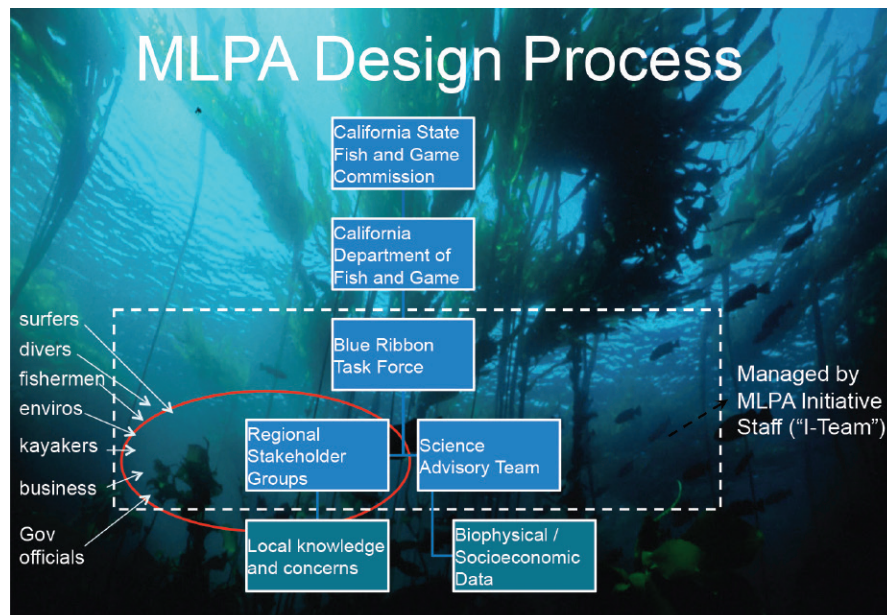 MLPA Design Process
California State
Fish and Game
Commission
California
Department of
Fish and Game
Blue Ribbon
Task Force
surfers
divers
fishermen
enviros
kayakers
business
Gov
officials
Regional
Stakeholder
Groups
Science
Advisory Team
Managed by
MLPA Initiative
Staff (“I-Team”)
Local knowledge
and concerns
Biophysical /
Socioeconomic
Data